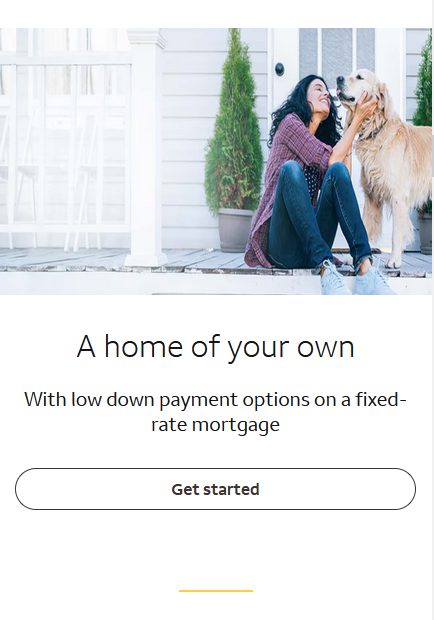 A home of your own
With low down payment options on a fixed-
rate mortgage
Get started